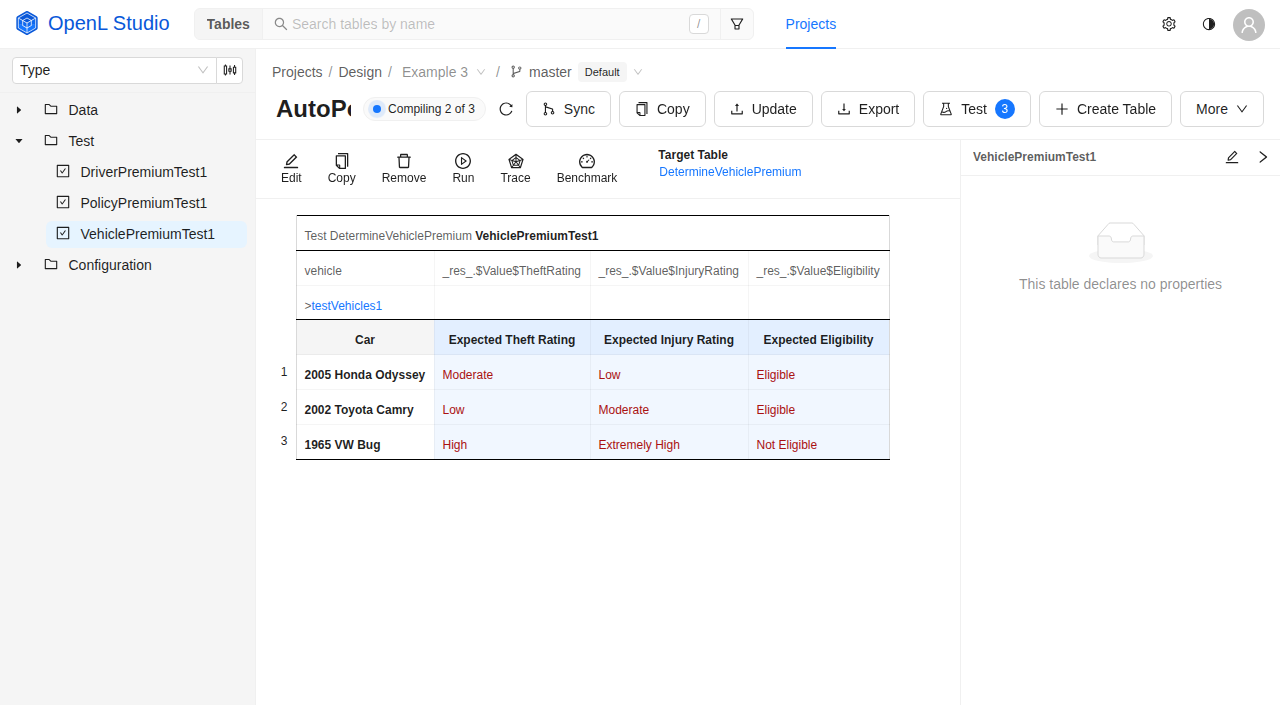 OpenL Studio
Tables
Search tables by name
/
Projects
Type
Data
Test
DriverPremiumTest1
PolicyPremiumTest1
VehiclePremiumTest1
Configuration
Projects / Design / Example 3 / master Default
Compiling 2 of 3
Sync
Copy
Update
Export
Test 3
Create Table
More
Edit
Copy
Remove
Run
Trace
Benchmark
Target Table
DetermineVehiclePremium
Test DetermineVehiclePremium VehiclePremiumTest1
vehicle _res_.$Value$TheftRating _res_.$Value$InjuryRating _res_.$Value$Eligibility
>testVehicles1
Car Expected Theft Rating Expected Injury Rating Expected Eligibility
1 2005 Honda Odyssey Moderate Low Eligible
2 2002 Toyota Camry Low Moderate Eligible
3 1965 VW Bug High Extremely High Not Eligible
VehiclePremiumTest1
This table declares no properties